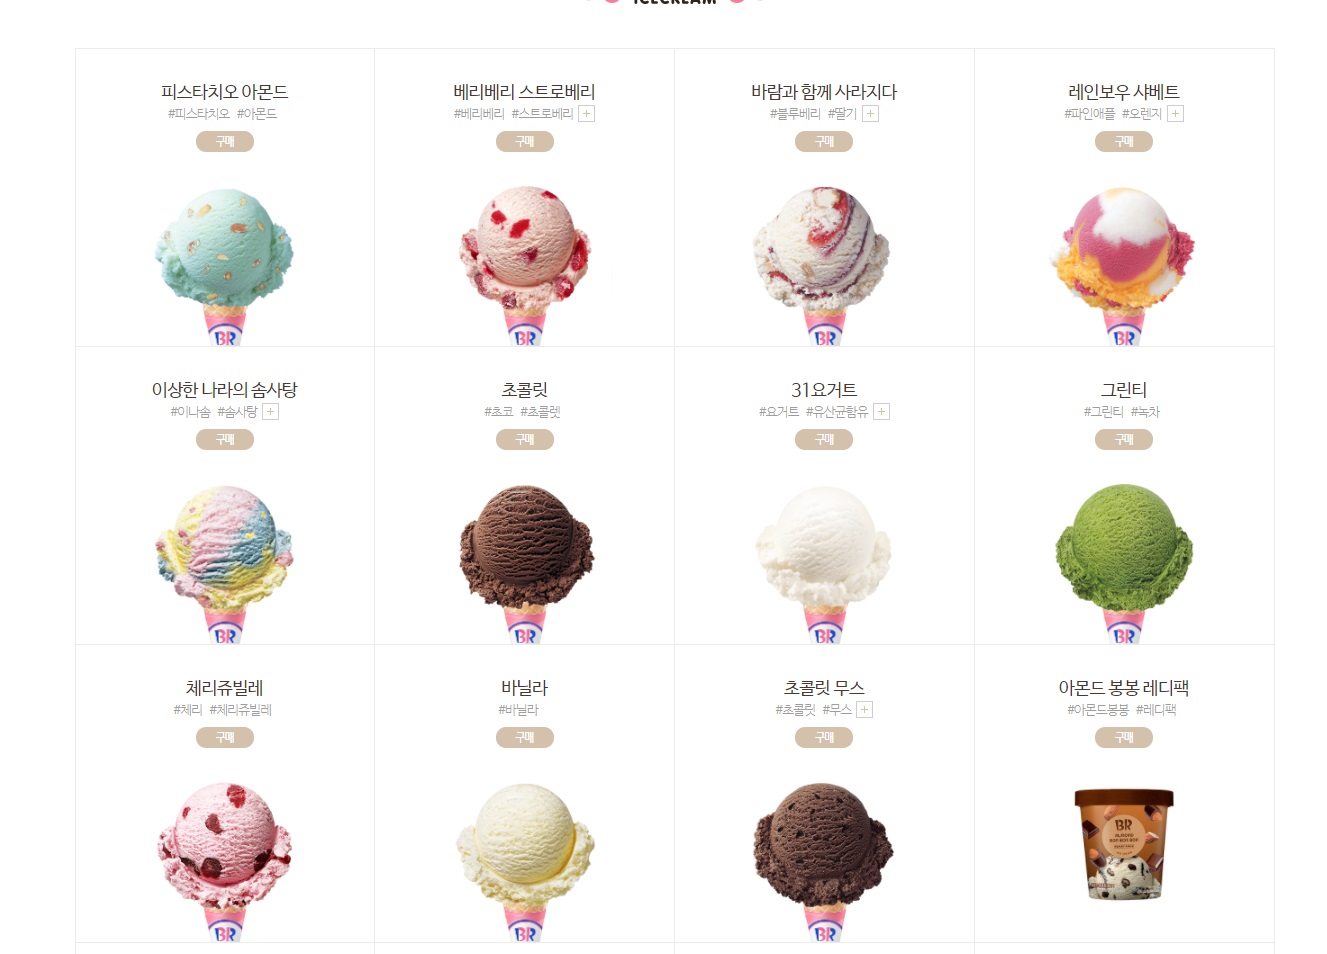 ICECREAM
피스타치오 아몬드
#피스타치오 #아몬드
구매
BR
베리베리 스트로베리
#베리베리 #스트로베리 +
구매
BR
바람과 함께 사라지다
#블루베리 #딸기 +
구매
BR
레인보우 샤베트
#파인애플 #오렌지 +
구매
BR
이상한 나라의 솜사탕
#이나솜 #솜사탕 +
구매
BR
초콜릿
#초코 #초콜렛
구매
BR
31요거트
#요거트 #유산균함유 +
구매
BR
그린티
#그린티 #녹차
구매
BR
체리쥬빌레
#체리 #체리쥬빌레
구매
BR
바닐라
#바닐라
구매
BR
초콜릿 무스
#초콜릿 #무스 +
구매
BR
아몬드 봉봉 레디팩
#아몬드봉봉 #레디팩
구매
BR
ALMOND
BON BON BON